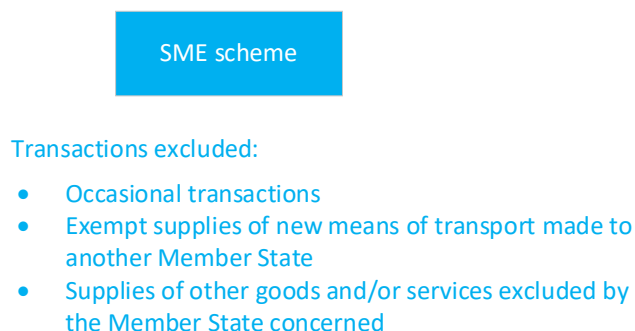 SME scheme
Transactions excluded:
• Occasional transactions
• Exempt supplies of new means of transport made to
another Member State
• Supplies of other goods and/or services excluded by
the Member State concerned